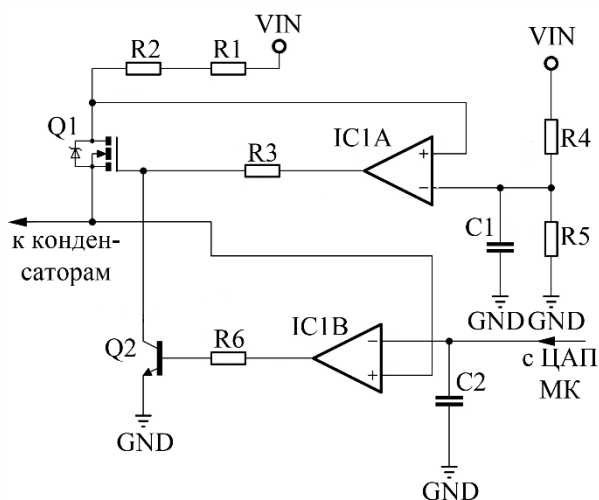 VIN
R2
R1
VIN
Q1
IC1A
R4
R3
+
−
C1
R5
к конден-
саторам
GND
GND
IC1B
Q2
R6
−
+
с ЦАП
МК
C2
GND
GND